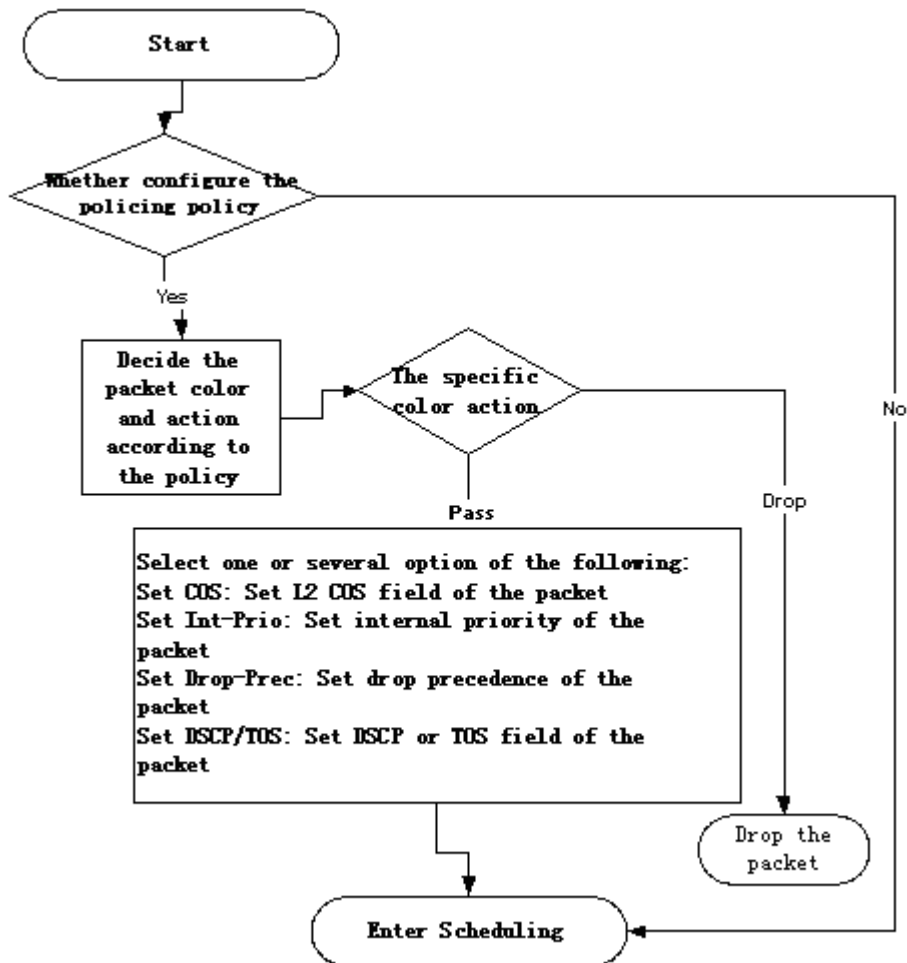 Start
Whether configure the
policing policy
Yes
Decide the
packet color
and action
according to
the policy
The specific
color action
No
Drop
Pass
Select one or several option of the following:
Set COS: Set L2 COS field of the packet
Set Int-Prio: Set internal priority of the
packet
Set Drop-Prec: Set drop precedence of the
packet
Set DSCP/TOS: Set DSCP or TOS field of the
packet
Drop the
packet
Enter Scheduling